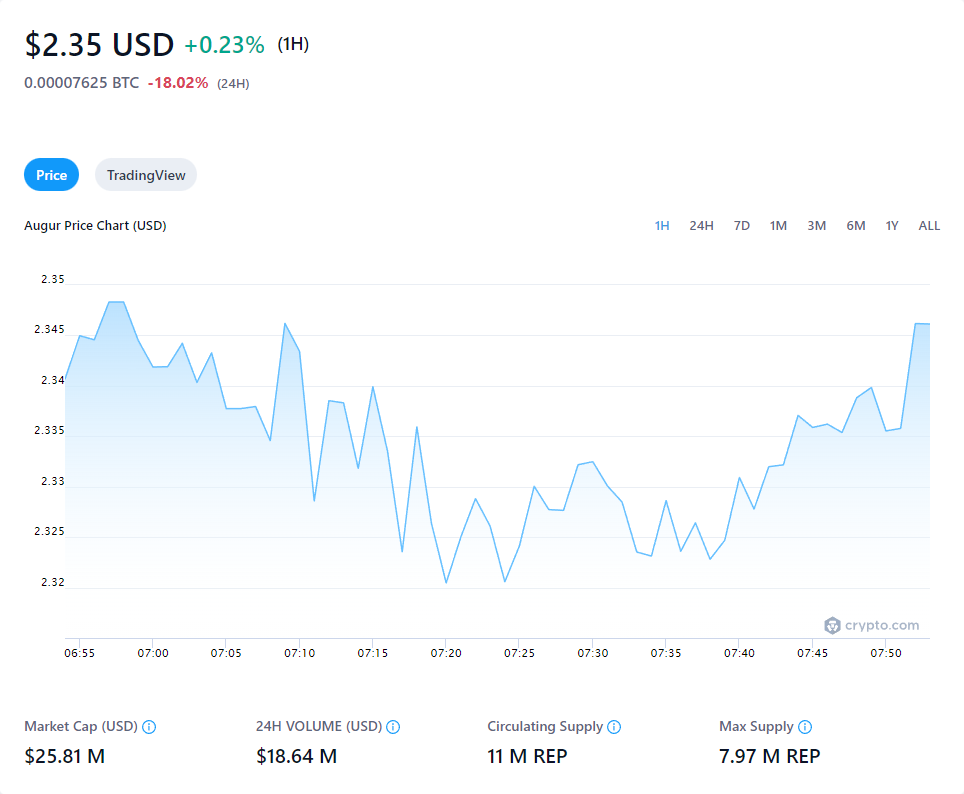 $2.35 USD +0.23% (1H)
0.00007625 BTC -18.02% (24H)
Price TradingView
Augur Price Chart (USD) 1H 24H 7D 1M 3M 6M 1Y ALL
2.35
2.345
2.34
2.335
2.33
2.325
2.32
crypto.com
06:55 07:00 07:05 07:10 07:15 07:20 07:25 07:30 07:35 07:40 07:45 07:50
Market Cap (USD) 24H VOLUME (USD) Circulating Supply Max Supply
$25.81 M $18.64 M 11 M REP 7.97 M REP